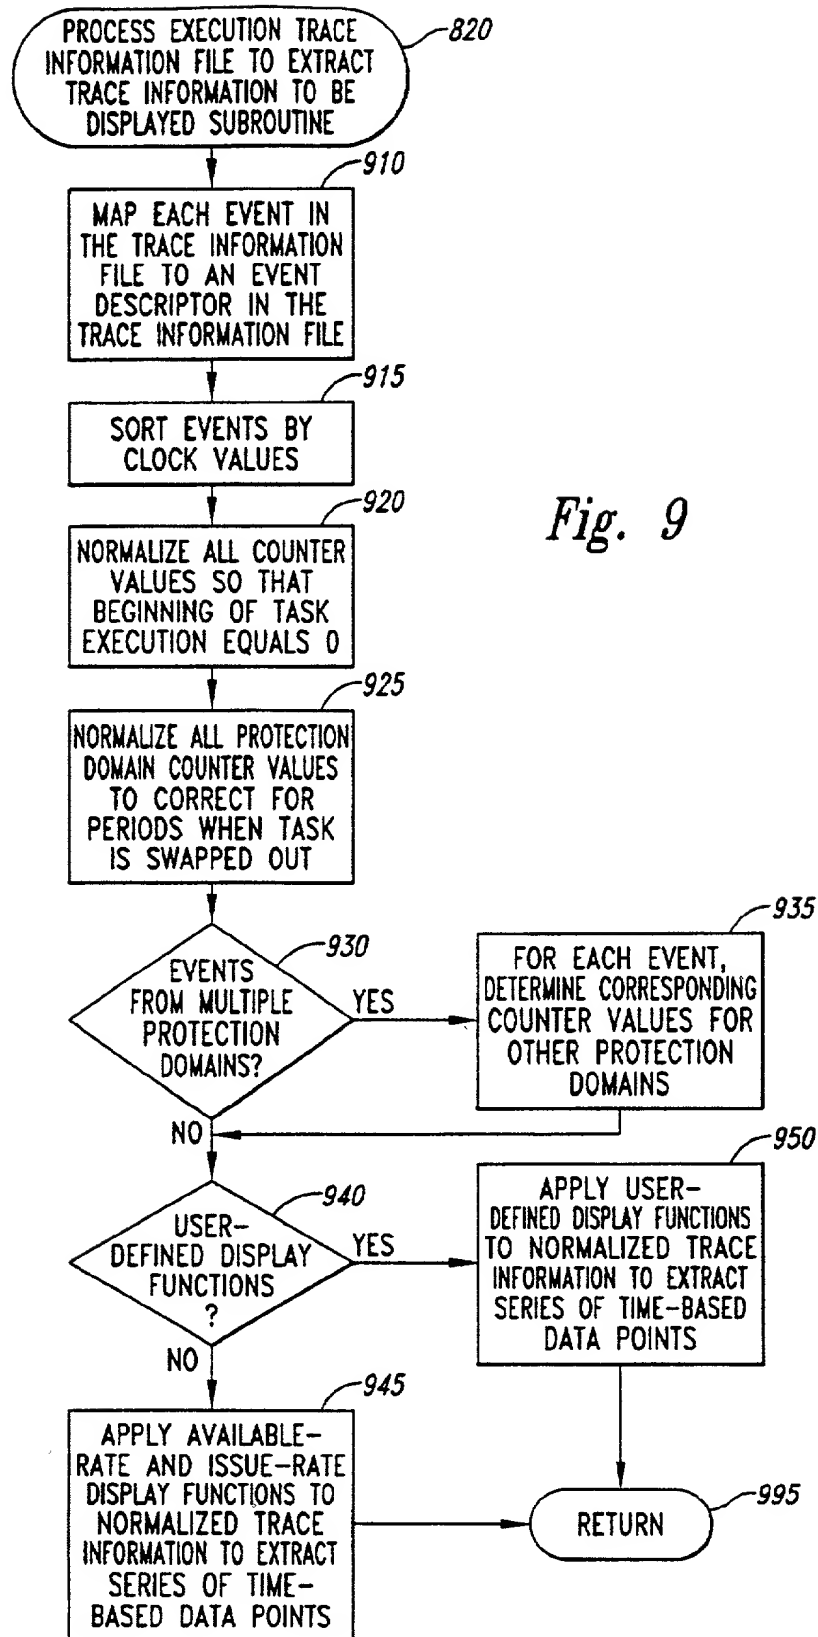 PROCESS EXECUTION TRACE
INFORMATION FILE TO EXTRACT
TRACE INFORMATION TO BE
DISPLAYED SUBROUTINE
820
910
MAP EACH EVENT IN
THE TRACE INFORMATION
FILE TO AN EVENT
DESCRIPTOR IN THE
TRACE INFORMATION FILE
915
SORT EVENTS BY
CLOCK VALUES
920
NORMALIZE ALL COUNTER
VALUES SO THAT
BEGINNING OF TASK
EXECUTION EQUALS 0
Fig. 9
925
NORMALIZE ALL PROTECTION
DOMAIN COUNTER VALUES
TO CORRECT FOR
PERIODS WHEN TASK
IS SWAPPED OUT
930
EVENTS
FROM MULTIPLE
PROTECTION
DOMAINS?
YES
NO
935
FOR EACH EVENT,
DETERMINE CORRESPONDING
COUNTER VALUES FOR
OTHER PROTECTION
DOMAINS
940
USER-
DEFINED DISPLAY
FUNCTIONS
?
YES
NO
950
APPLY USER-
DEFINED DISPLAY FUNCTIONS
TO NORMALIZED TRACE
INFORMATION TO EXTRACT
SERIES OF TIME-BASED
DATA POINTS
945
APPLY AVAILABLE-
RATE AND ISSUE-RATE
DISPLAY FUNCTIONS TO
NORMALIZED TRACE
INFORMATION TO EXTRACT
SERIES OF TIME-
BASED DATA POINTS
995
RETURN